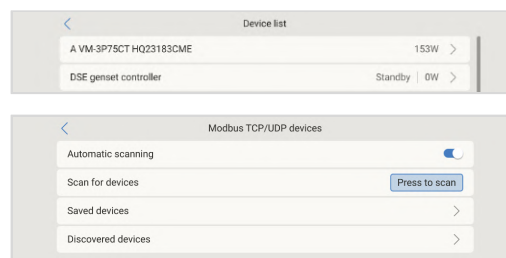 Device list
A VM-3P75CT HQ23183CME 153W
DSE genset controller Standby 0W
Modbus TCP/UDP devices
Automatic scanning
Scan for devices Press to scan
Saved devices
Discovered devices